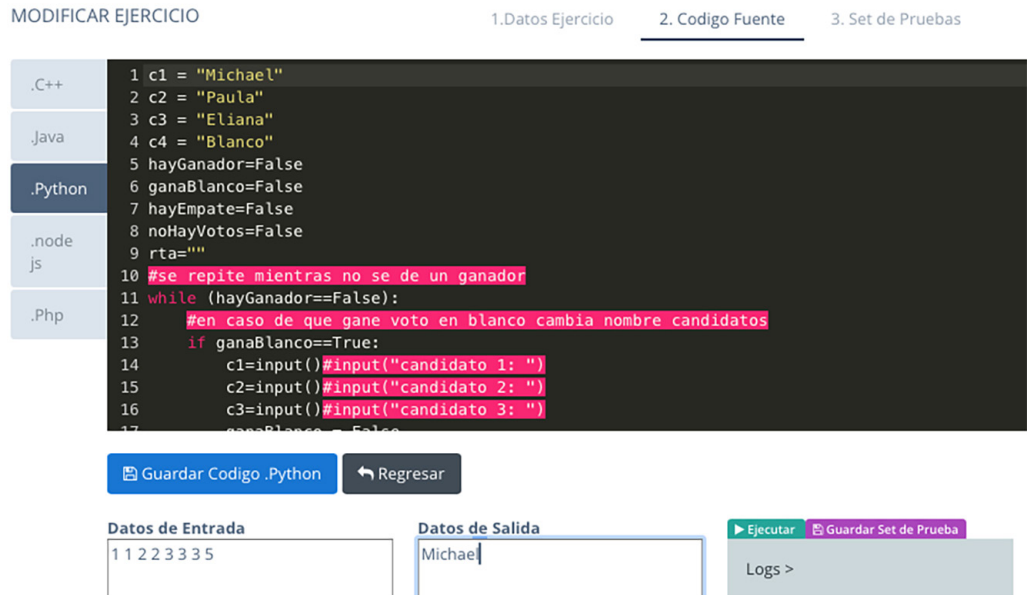 MODIFICAR EJERCICIO
1.Datos Ejercicio 2. Codigo Fuente 3. Set de Pruebas
.C++
.Java
.Python
.node
js
.Php
1 c1 = "Michael"
2 c2 = "Paula"
3 c3 = "Eliana"
4 c4 = "Blanco"
5 hayGanador=False
6 ganaBlanco=False
7 hayEmpate=False
8 noHayVotos=False
9 rta=""
10 #se repite mientras no se de un ganador
11 while (hayGanador==False):
12 #en caso de que gane voto en blanco cambia nombre candidatos
13 if ganaBlanco==True:
14 c1=input()#input("candidato 1: ")
15 c2=input()#input("candidato 2: ")
16 c3=input()#input("candidato 3: ")
17 ganaBlanco = False
Guardar Codigo .Python Regresar
Datos de Entrada
1 1 2 2 3 3 3 5
Datos de Salida
Michael
Ejecutar Guardar Set de Prueba
Logs >